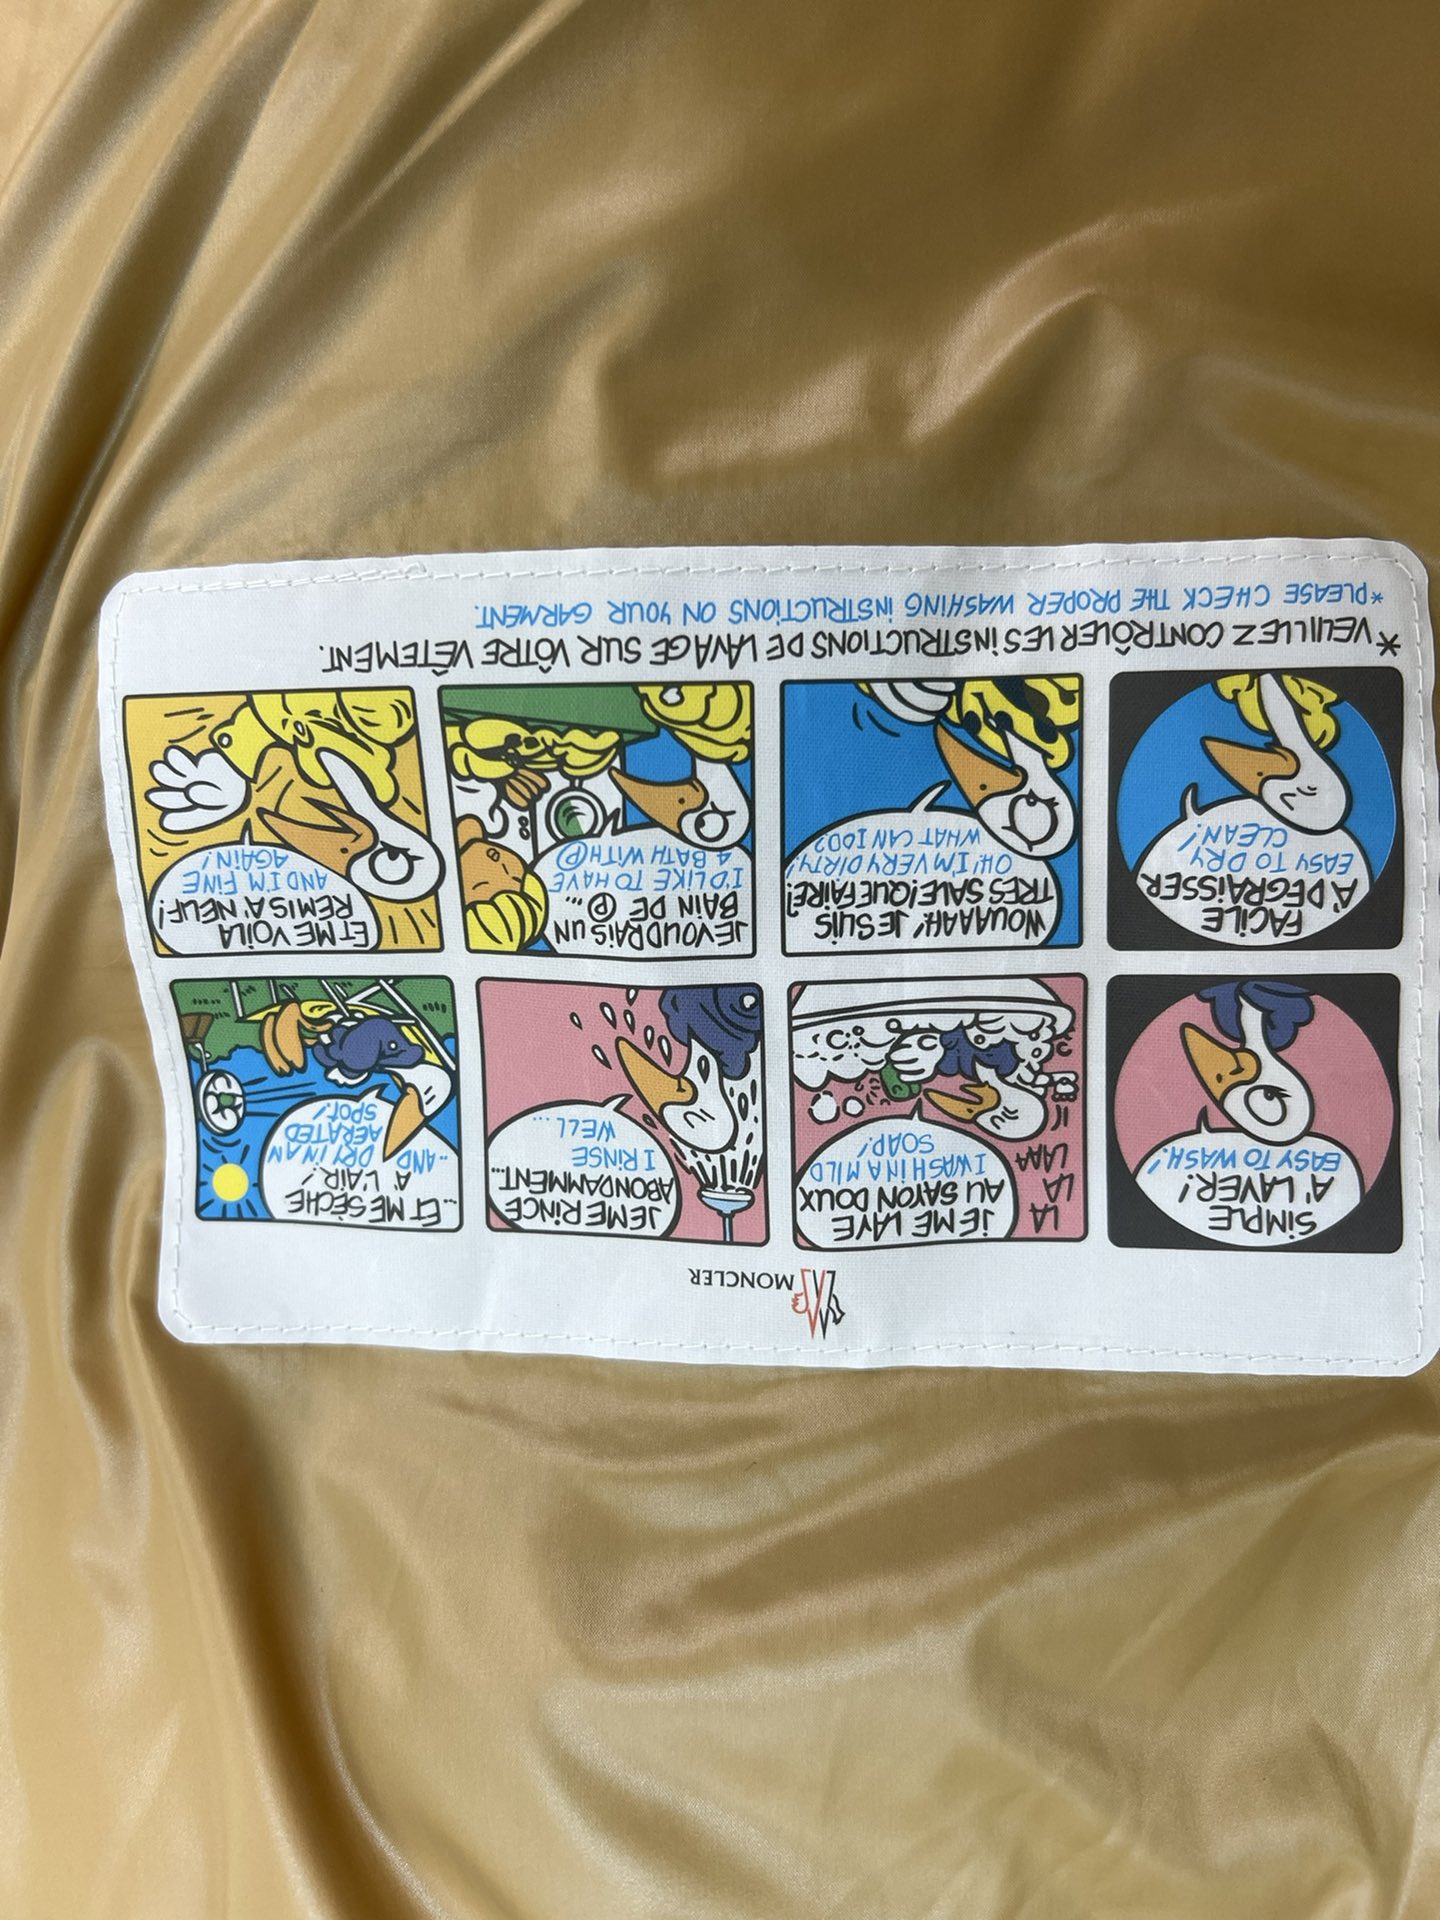 MONCLER
SiMPLE
A' LAVER!
EASY TO WASH!
LA
LA
LAAA
jE ME LAVE
AU SAVON DOUX
I WASH IN A MILD
SOAP!
JE ME RiNCE
ABONDAMMENT...
I RiNSE
WELL...
...ET ME SÈCHE
À L'AiR!
..AND DRY IN AN
AERATED
SPOT!
FACiLE
À DEGRAiSSER
EASY TO DRY
CLEAN!
WOUAAAH! JE SUiS
TRES SALE! QUE FAiRE?
OH! I'M VERY DIRTY!
WHAT CAN I DO?
JE VOUDRAiS UN
BAiN DE Ⓟ...
I'D LiKE TO HAVE
A BATH WiTH Ⓟ
ET ME VOiLA
REMiS A' NEUF!
AND I'M FiNE
AGAiN!
*VEUiLLEZ CONTRÔLER LES iNSTRUCTiONS DE LAVAGE SUR VÔTRE VÊTEMENT.
*PLEASE CHECK THE PROPER WASHiNG iNSTRUCTiONS ON YOUR GARMENT.